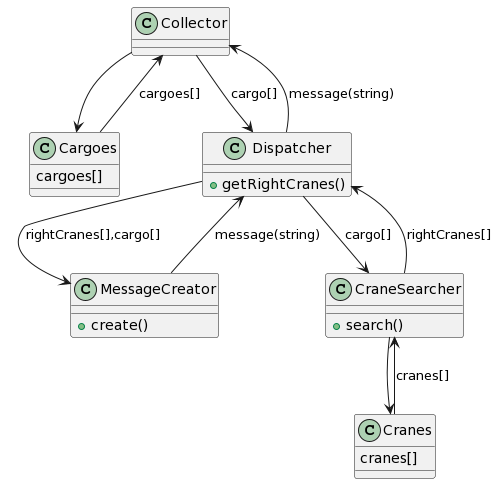 C Collector
cargoes[]
cargo[]
message(string)
C Cargoes
cargoes[]
C Dispatcher
getRightCranes()
rightCranes[],cargo[]
message(string)
cargo[]
rightCranes[]
C MessageCreator
create()
C CraneSearcher
search()
cranes[]
C Cranes
cranes[]